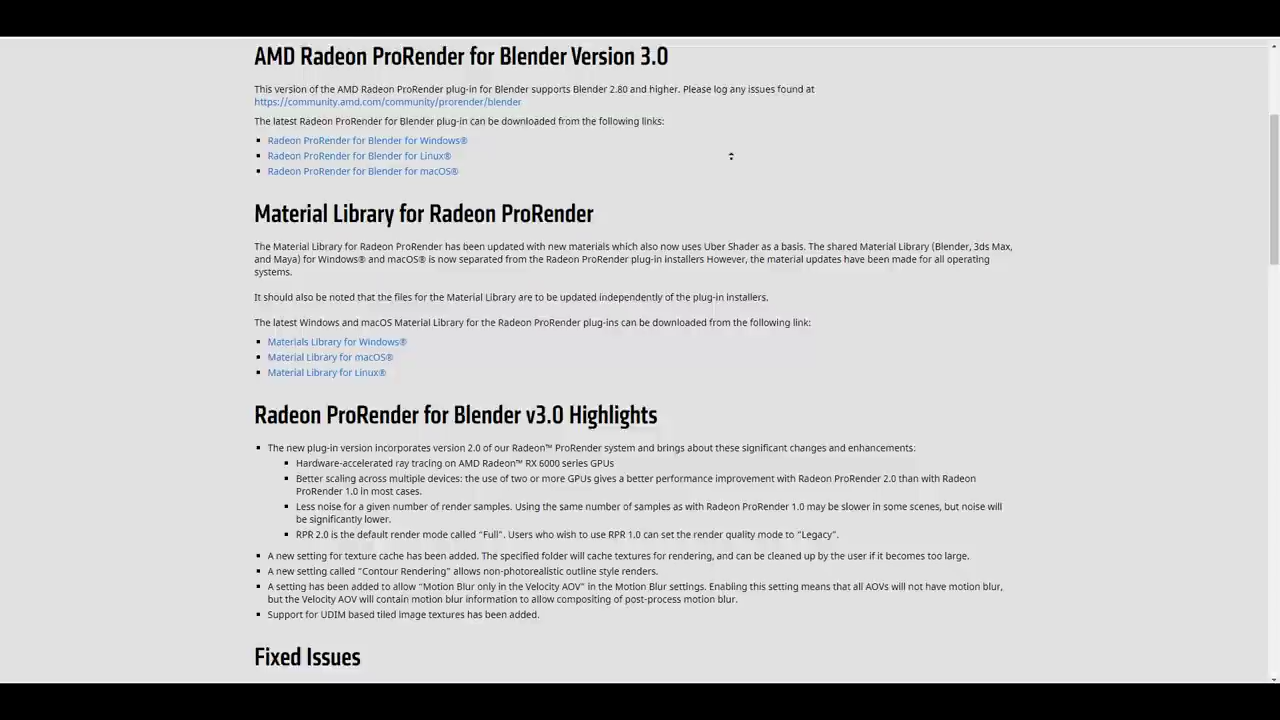 AMD Radeon ProRender for Blender Version 3.0
This version of the AMD Radeon ProRender plug-in for Blender supports Blender 2.80 and higher. Please log any issues found at
https://community.amd.com/community/prorender/blender
The latest Radeon ProRender for Blender plug-in can be downloaded from the following links:
Radeon ProRender for Blender for Windows®
Radeon ProRender for Blender for Linux®
Radeon ProRender for Blender for macOS®
Material Library for Radeon ProRender
The Material Library for Radeon ProRender has been updated with new materials which also now uses Uber Shader as a basis. The shared Material Library (Blender, 3ds Max,
and Maya) for Windows® and macOS® is now separated from the Radeon ProRender plug-in installers However, the material updates have been made for all operating
systems.
It should also be noted that the files for the Material Library are to be updated independently of the plug-in installers.
The latest Windows and macOS Material Library for the Radeon ProRender plug-ins can be downloaded from the following link:
Materials Library for Windows®
Material Library for macOS®
Material Library for Linux®
Radeon ProRender for Blender v3.0 Highlights
The new plug-in version incorporates version 2.0 of our Radeon™ ProRender system and brings about these significant changes and enhancements:
Hardware-accelerated ray tracing on AMD Radeon™ RX 6000 series GPUs
Better scaling across multiple devices: the use of two or more GPUs gives a better performance improvement with Radeon ProRender 2.0 than with Radeon
ProRender 1.0 in most cases.
Less noise for a given number of render samples. Using the same number of samples as with Radeon ProRender 1.0 may be slower in some scenes, but noise will
be significantly lower.
RPR 2.0 is the default render mode called “Full”. Users who wish to use RPR 1.0 can set the render quality mode to “Legacy”.
A new setting for texture cache has been added. The specified folder will cache textures for rendering, and can be cleaned up by the user if it becomes too large.
A new setting called “Contour Rendering” allows non-photorealistic outline style renders.
A setting has been added to allow “Motion Blur only in the Velocity AOV” in the Motion Blur settings. Enabling this setting means that all AOVs will not have motion blur,
but the Velocity AOV will contain motion blur information to allow compositing of post-process motion blur.
Support for UDIM based tiled image textures has been added.
Fixed Issues